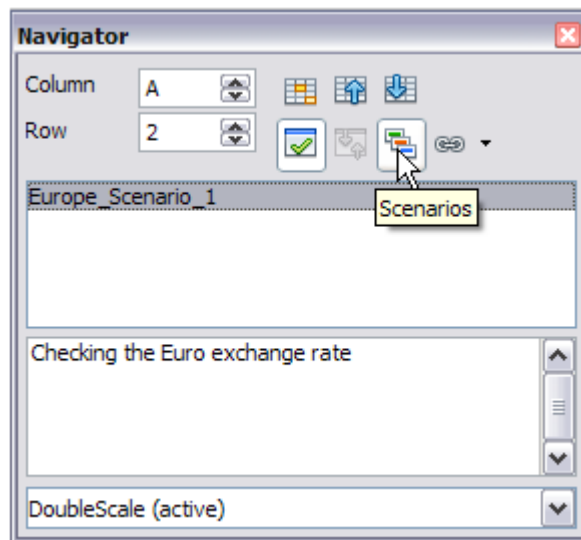 Navigator
Column A
Row 2
Europe_Scenario_1
Scenarios
Checking the Euro exchange rate
DoubleScale (active)